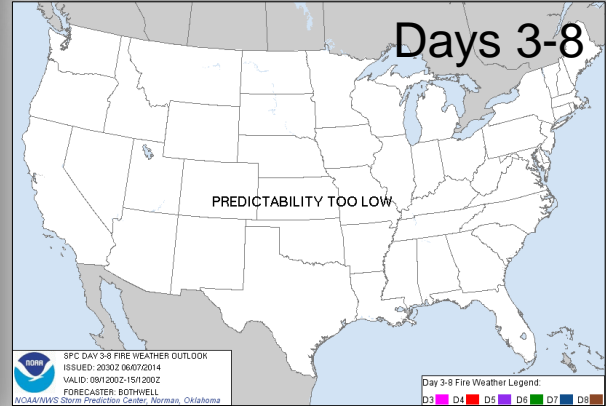 Days 3-8
PREDICTABILITY TOO LOW
NOAA
SPC DAY 3-8 FIRE WEATHER OUTLOOK
ISSUED: 2030Z 06/07/2014
VALID: 09/1200Z-15/1200Z
FORECASTER: BOTHWELL
NOAA/NWS Storm Prediction Center, Norman, Oklahoma
Day 3-8 Fire Weather Legend:
D3 D4 D5 D6 D7 D8